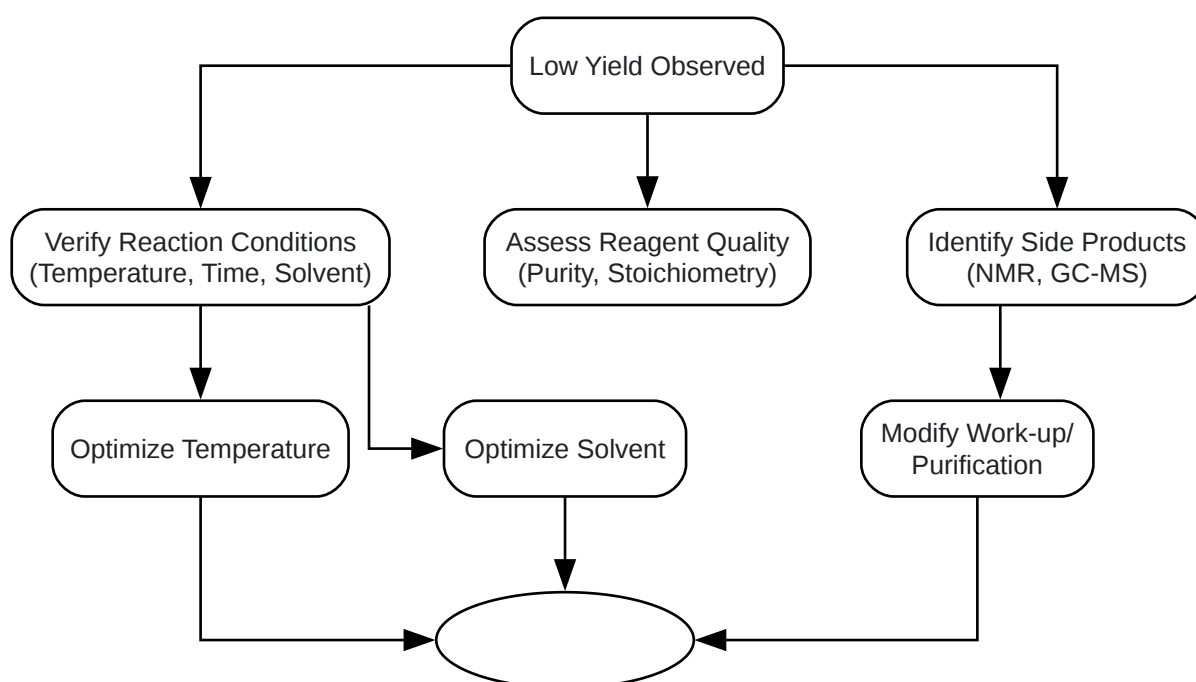 Low Yield Observed
Verify Reaction Conditions
(Temperature, Time, Solvent)
Assess Reagent Quality
(Purity, Stoichiometry)
Identify Side Products
(NMR, GC-MS)
Optimize Temperature
Optimize Solvent
Modify Work-up/
Purification